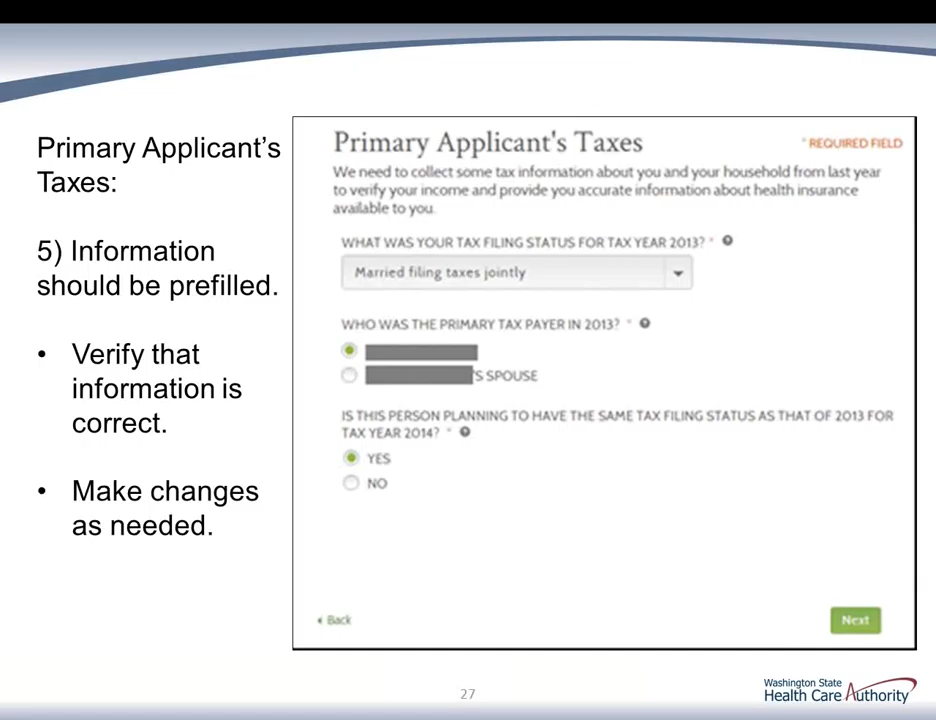 Primary Applicant's
Taxes:
5) Information
should be prefilled.
• Verify that
information is
correct.
• Make changes
as needed.
Primary Applicant's Taxes
* REQUIRED FIELD
We need to collect some tax information about you and your household from last year
to verify your income and provide you accurate information about health insurance
available to you.
WHAT WAS YOUR TAX FILING STATUS FOR TAX YEAR 2013? *
Married filing taxes jointly
WHO WAS THE PRIMARY TAX PAYER IN 2013? *
'S SPOUSE
IS THIS PERSON PLANNING TO HAVE THE SAME TAX FILING STATUS AS THAT OF 2013 FOR
TAX YEAR 2014? *
YES
NO
Back
Next
27
Washington State
Health Care Authority